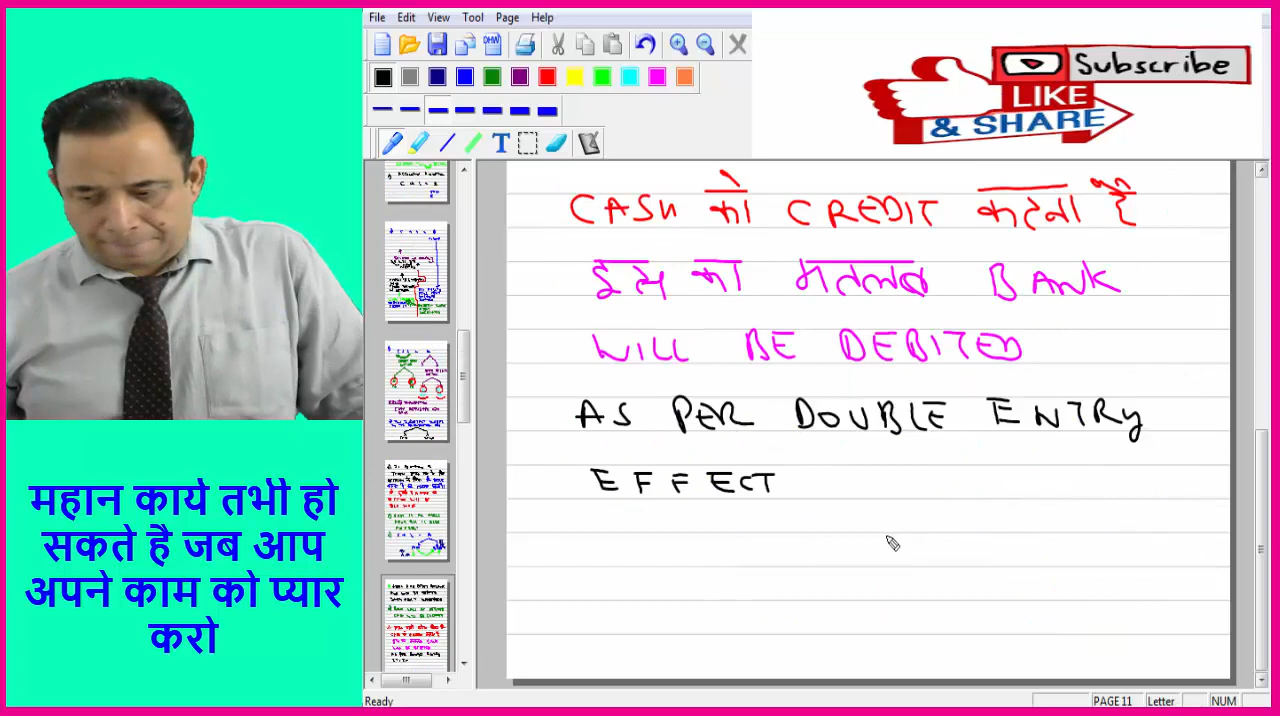 File Edit View Tool Page Help
DHW
T
Subscribe
LIKE
& SHARE
CASH को CREDIT करना है
इस का मतलब BANK
WILL BE DEBITED
AS PER DOUBLE ENTRY
EFFECT
महान कार्य तभी हो
सकते है जब आप
अपने काम को प्यार
करो
Ready PAGE 11 Letter NUM